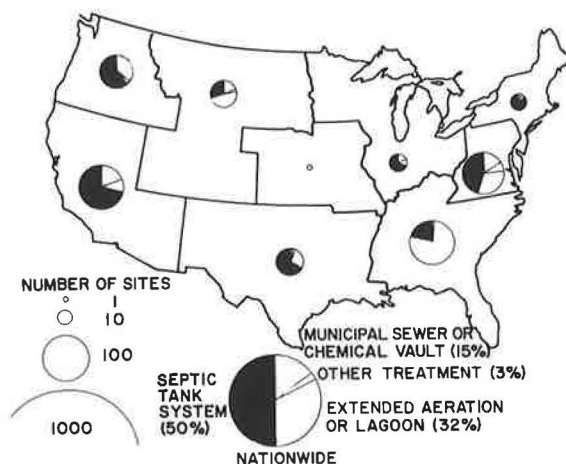 NUMBER OF SITES
1
10
100
1000
MUNICIPAL SEWER OR
CHEMICAL VAULT (15%)
OTHER TREATMENT (3%)
SEPTIC
TANK
SYSTEM
(50%)
EXTENDED AERATION
OR LAGOON (32%)
NATIONWIDE